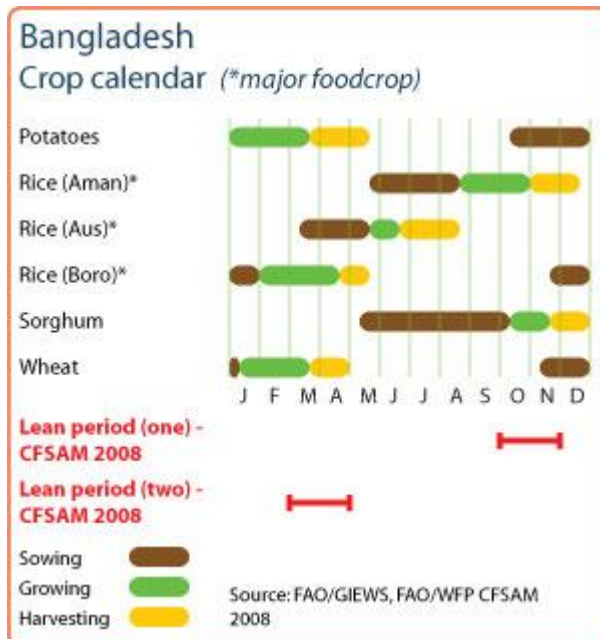 Bangladesh
Crop calendar (*major foodcrop)
Potatoes
Rice (Aman)*
Rice (Aus)*
Rice (Boro)*
Sorghum
Wheat
J F M A M J J A S O N D
Lean period (one) -
CFSAM 2008
Lean period (two) -
CFSAM 2008
Sowing
Growing
Harvesting
Source: FAO/GIEWS, FAO/WFP CFSAM
2008